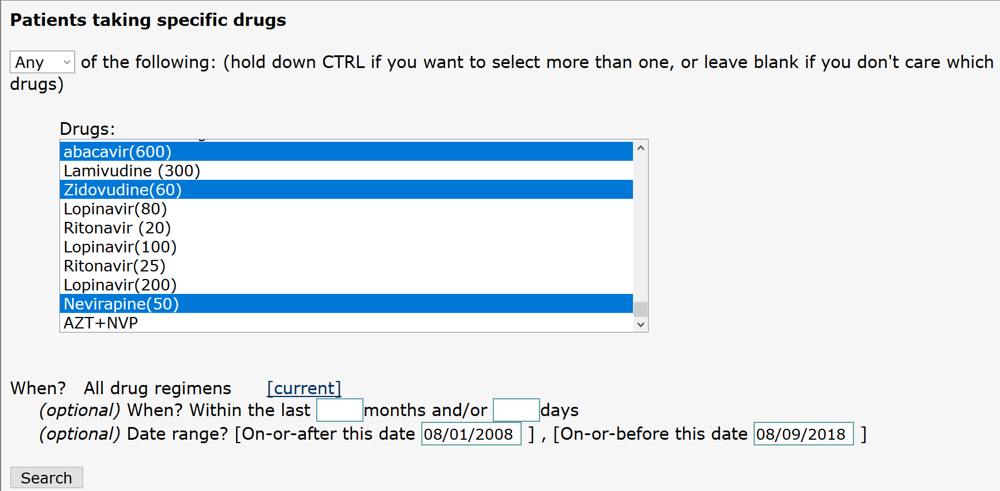 Patients taking specific drugs
Any of the following: (hold down CTRL if you want to select more than one, or leave blank if you don't care which
drugs)
Drugs:
abacavir(600)
Lamivudine (300)
Zidovudine(60)
Lopinavir(80)
Ritonavir (20)
Lopinavir(100)
Ritonavir(25)
Lopinavir(200)
Nevirapine(50)
AZT+NVP
When? All drug regimens [current]
(optional) When? Within the last months and/or days
(optional) Date range? [On-or-after this date 08/01/2008 ] , [On-or-before this date 08/09/2018 ]
Search